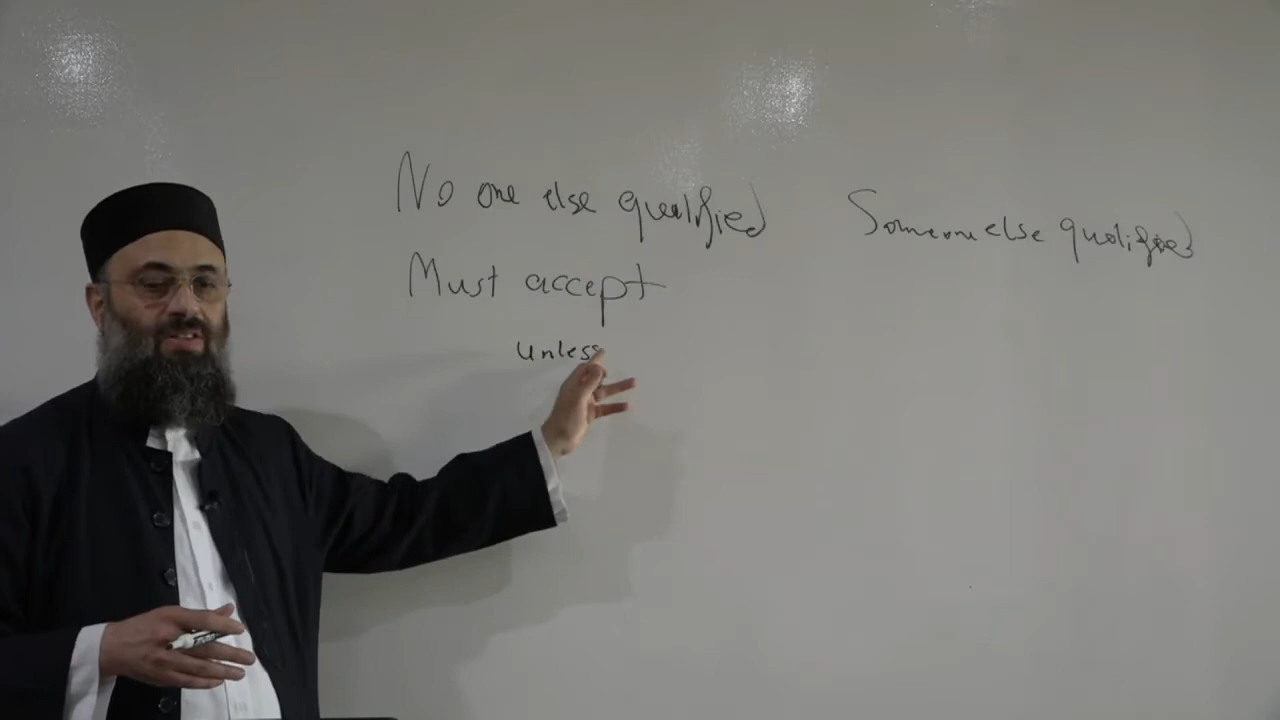 No one else qualified
Must accept
unless
Someone else qualified